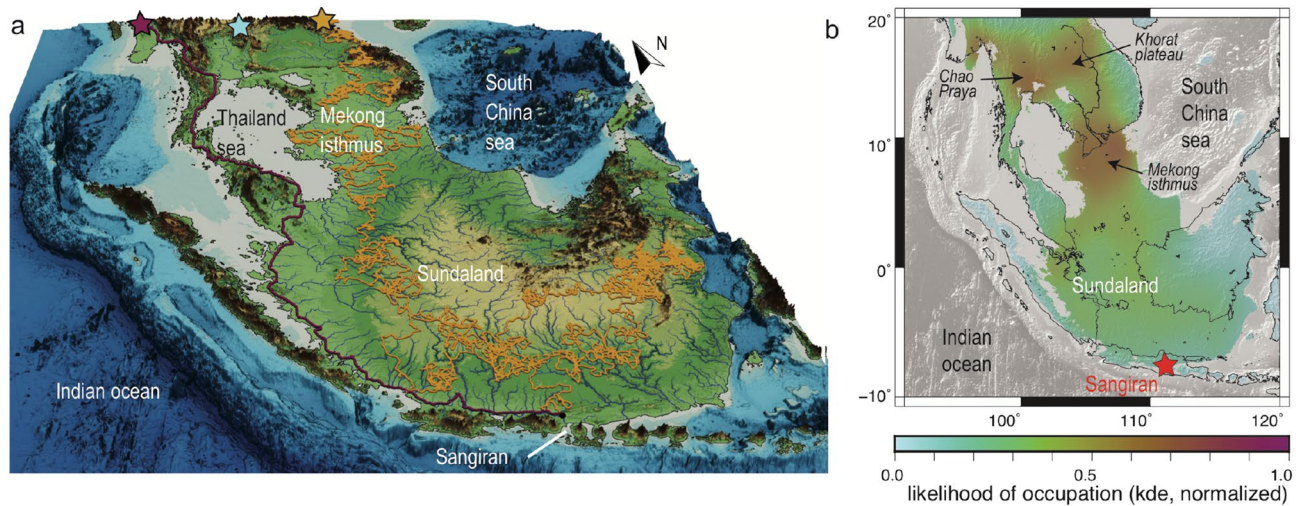 a
N
South
China
sea
Thailand
sea
Mekong
isthmus
Sundaland
Indian ocean
Sangiran
b
20°
10°
0°
−10°
100°
110°
120°
Khorat
plateau
Chao
Praya
South
China
sea
Mekong
isthmus
Sundaland
Indian
ocean
Sangiran
0.0
0.5
1.0
likelihood of occupation (kde, normalized)